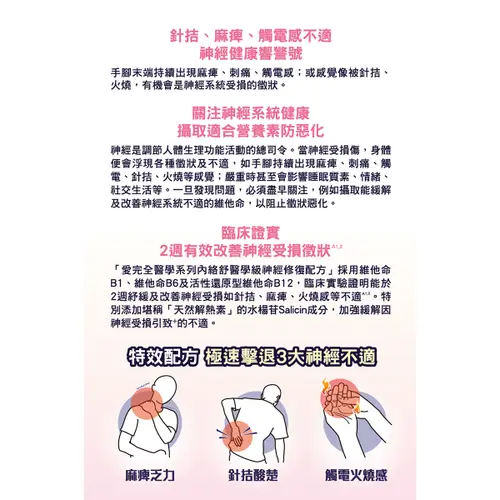 針拮、麻痺、觸電感不適
神經健康響警號
手腳末端持續出現麻痺、刺痛、觸電感；或感覺像被針拮、
火燒，有機會是神經系統受損的徵狀。
關注神經系統健康
攝取適合營養素防惡化
神經是調節人體生理功能活動的總司令。當神經受損傷，身體
便會浮現各種徵狀及不適，如手腳持續出現麻痺、刺痛、觸
電、針拮、火燒等感覺；嚴重時甚至會影響睡眠質素、情緒、
社交生活等。一旦發現問題，必須盡早關注，例如攝取能緩解
及改善神經系統不適的維他命，以阻止徵狀惡化。
臨床證實
2週有效改善神經受損徵狀
「愛完全醫學系列內絡舒醫學級神經修復配方」採用維他命
B1、維他命B6及活性還原型維他命B12，臨床實驗證明能於
2週紓緩及改善神經受損如針拮、麻痺、火燒感等不適。特
別添加堪稱「天然解熱素」的水楊苷Salicin成分，加強緩解因
神經受損引致的不適。
特效配方 極速擊退3大神經不適
麻痺乏力
針拮酸楚
觸電火燒感